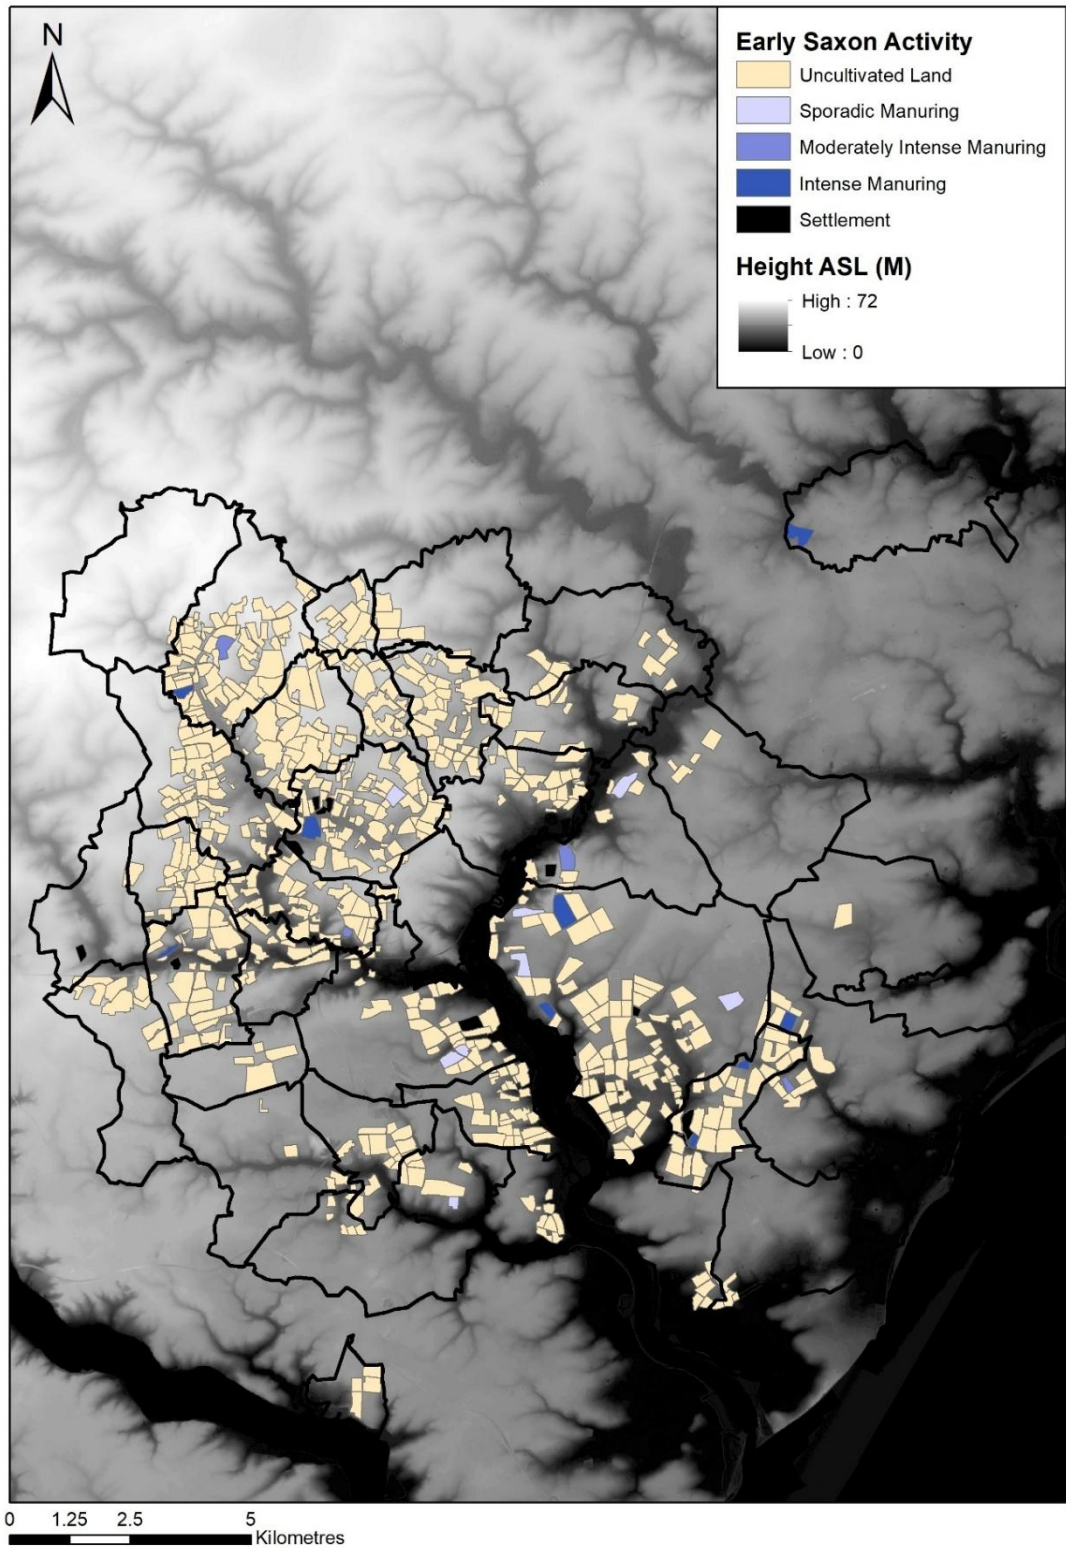 N
Early Saxon Activity
Uncultivated Land
Sporadic Manuring
Moderately Intense Manuring
Intense Manuring
Settlement
Height ASL (M)
High : 72
Low : 0
0 1.25 2.5 5
Kilometres